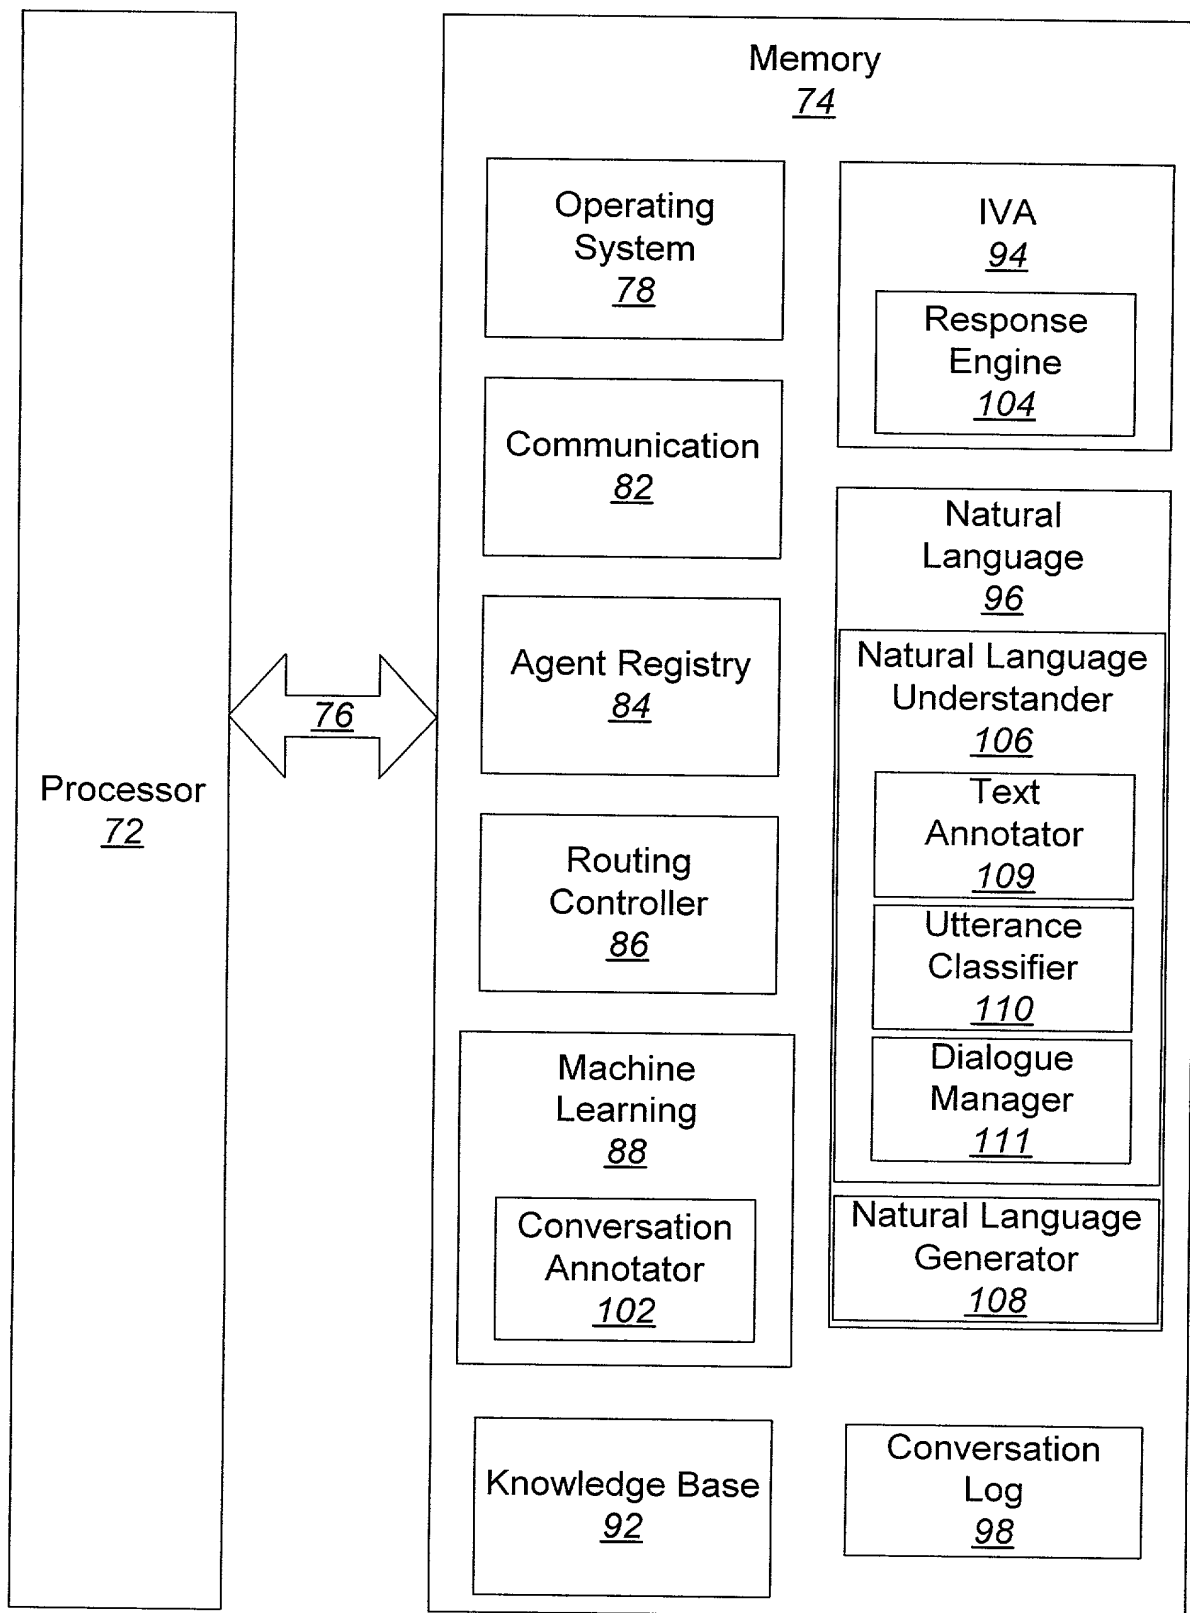 Memory
74
Operating
System
78
Communication
82
Agent Registry
84
Routing
Controller
86
Machine
Learning
88
Conversation
Annotator
102
Knowledge Base
92
IVA
94
Response
Engine
104
Natural
Language
96
Natural Language
Understander
106
Text
Annotator
109
Utterance
Classifier
110
Dialogue
Manager
111
Natural Language
Generator
108
Conversation
Log
98
76
Processor
72